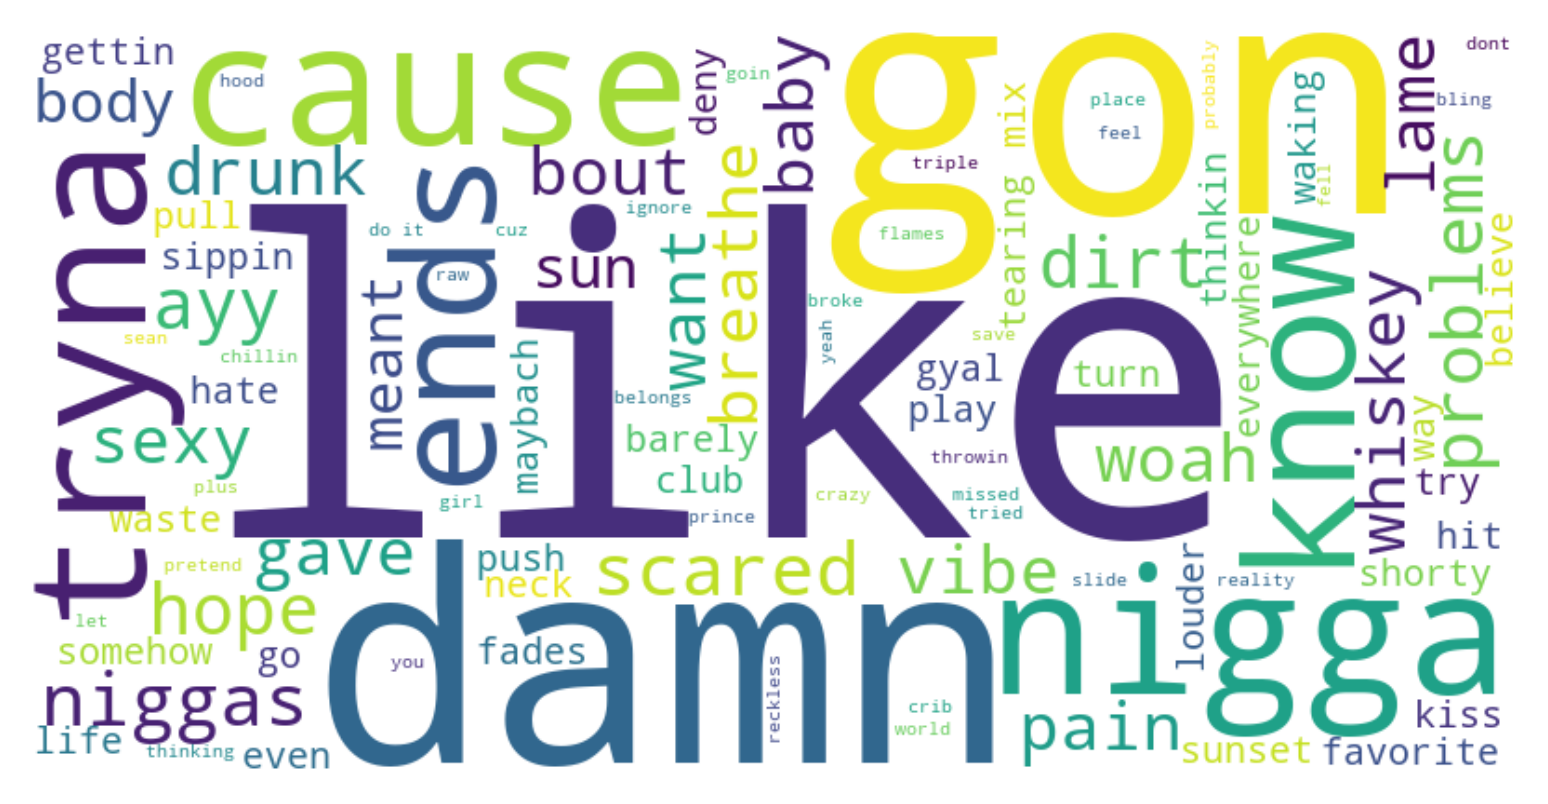 gettin
hood
cause
deny
goin
baby
gon
mix
place
feel
probably
waking
lame
dont
bling
body
drunk
bout
triple
fell
tryna
pull
ends
do it
cuz
ignore
breathe
flames
tearing
dirt
thinkin
know
problems
believe
sippin
raw
sun
want
everywhere
ayy
meant
like
broke
whiskey
sean
chillin
maybach
yeah
save
gyal
turn
hate
belongs
play
way
sexy
barely
throwin
woah
plus
girl
club
crazy
missed
tried
try
waste
prince
hit
pretend
gave
push
neck
scared
vibe
slide
louder
reality
shorty
let
hope
damn
nigga
somehow
go
you
fades
reckless
niggas
crib
world
pain
kiss
life
thinking
even
sunset
favorite